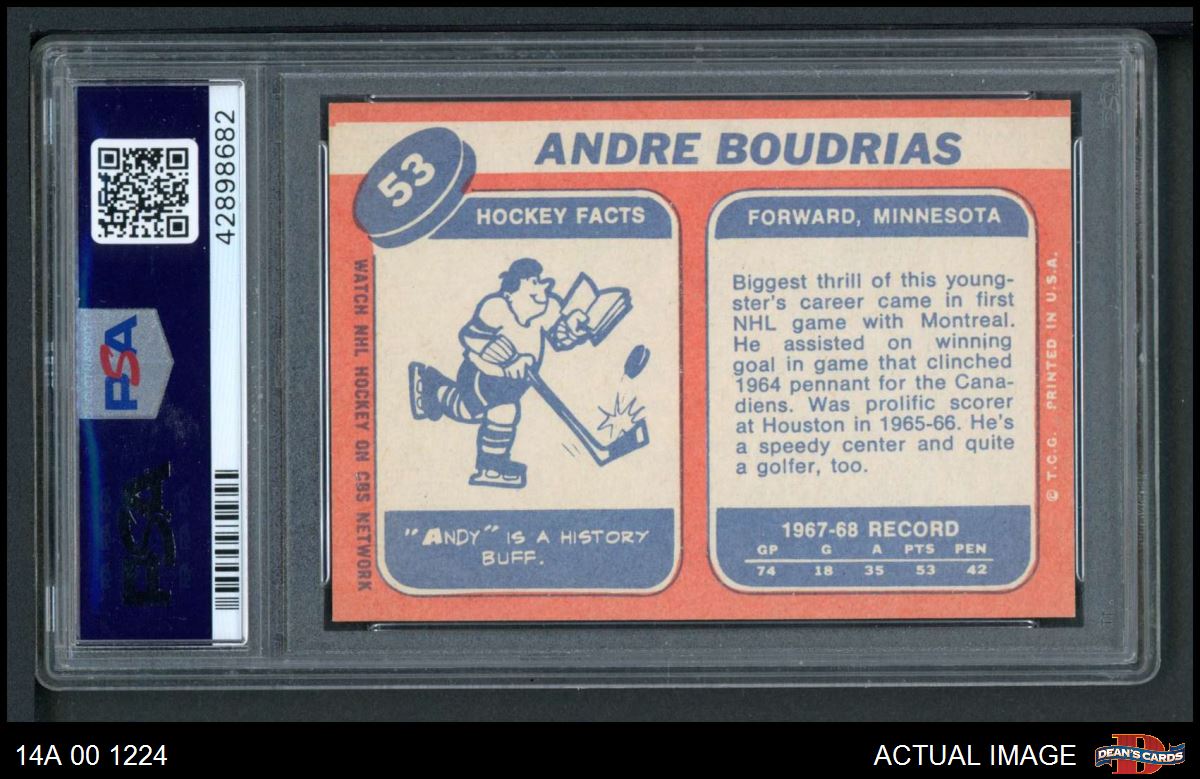 42898682
PSA
PSA
53
ANDRE BOUDRIAS
HOCKEY FACTS
WATCH NHL HOCKEY ON CBS NETWORK
"ANDY" IS A HISTORY
BUFF.
FORWARD, MINNESOTA
Biggest thrill of this young-
ster's career came in first
NHL game with Montreal.
He assisted on winning
goal in game that clinched
1964 pennant for the Cana-
diens. Was prolific scorer
at Houston in 1965-66. He's
a speedy center and quite
a golfer, too.
1967-68 RECORD
GP G A PTS PEN
74 18 35 53 42
© T.C.G. PRINTED IN U.S.A.
14A 00 1224
ACTUAL IMAGE
DEAN'S CARDS